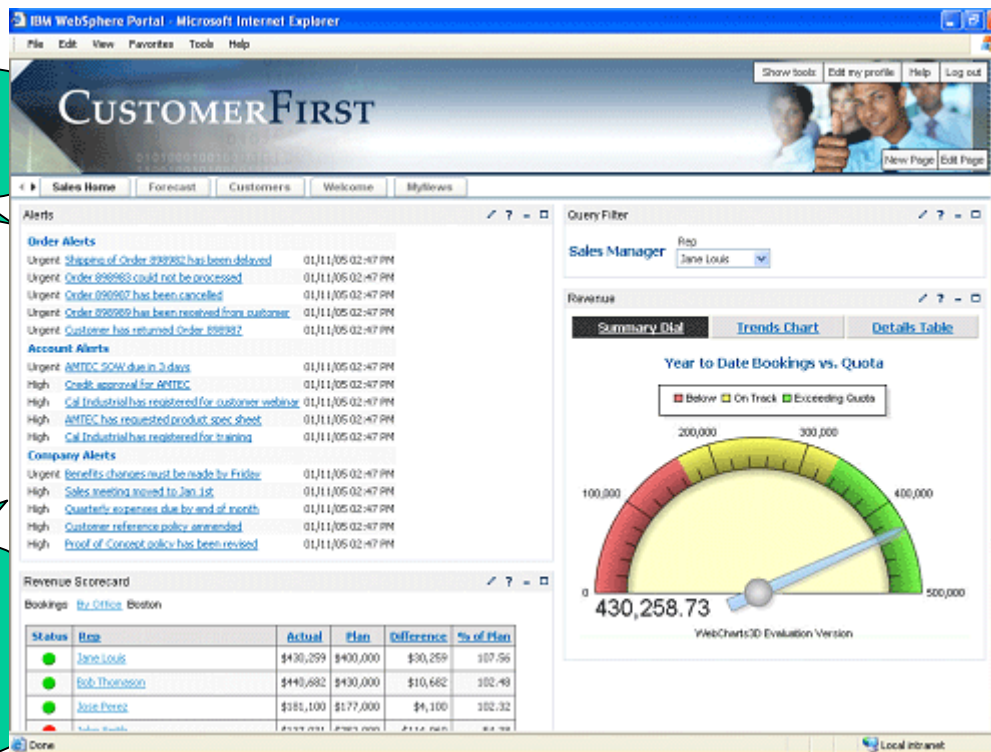 IBM WebSphere Portal - Microsoft Internet Explorer
File Edit View Favorites Tools Help
Show tools Edit my profile Help Log out
CUSTOMERFIRST
New Page Edit Page
Sales Home Forecast Customers Welcome MyNews
Alerts
Order Alerts
Urgent Shipping of Order 898982 has been delayed 01/11/05 02:47 PM
Urgent Order 898983 could not be processed 01/11/05 02:47 PM
Urgent Order 898987 has been cancelled 01/11/05 02:47 PM
Urgent Order 898989 has been received from customer 01/11/05 02:47 PM
Urgent Customer has returned Order 898987 01/11/05 02:47 PM
Account Alerts
Urgent AMTEC SOW due in 3 days 01/11/05 02:47 PM
High Credit approval for AMTEC 01/11/05 02:47 PM
High Cal Industrial has registered for customer webinar 01/11/05 02:47 PM
High AMTEC has requested product spec sheet 01/11/05 02:47 PM
High Cal Industrial has registered for training 01/11/05 02:47 PM
Company Alerts
Urgent Benefits changes must be made by Friday 01/11/05 02:47 PM
High Sales meeting moved to Jan 1st 01/11/05 02:47 PM
High Quarterly expenses due by end of month 01/11/05 02:47 PM
High Customer reference policy ammended 01/11/05 02:47 PM
High Proof of Concept policy has been revised 01/11/05 02:47 PM
Revenue Scorecard
Bookings By Office Boston
Status Rep Actual Plan Difference % of Plan
Jane Louis $430,259 $400,000 $30,259 107.56
Bob Thomason $440,682 $430,000 $10,682 102.48
Jose Perez $181,100 $177,000 $4,100 102.32
Query Filter
Sales Manager
Rep
Jane Louis
Revenue
Summary Dial Trends Chart Details Table
Year to Date Bookings vs. Quota
Below On Track Exceeding Quota
200,000 300,000
100,000 400,000
0 500,000
430,258.73
WebCharts3D Evaluation Version
Done Local intranet